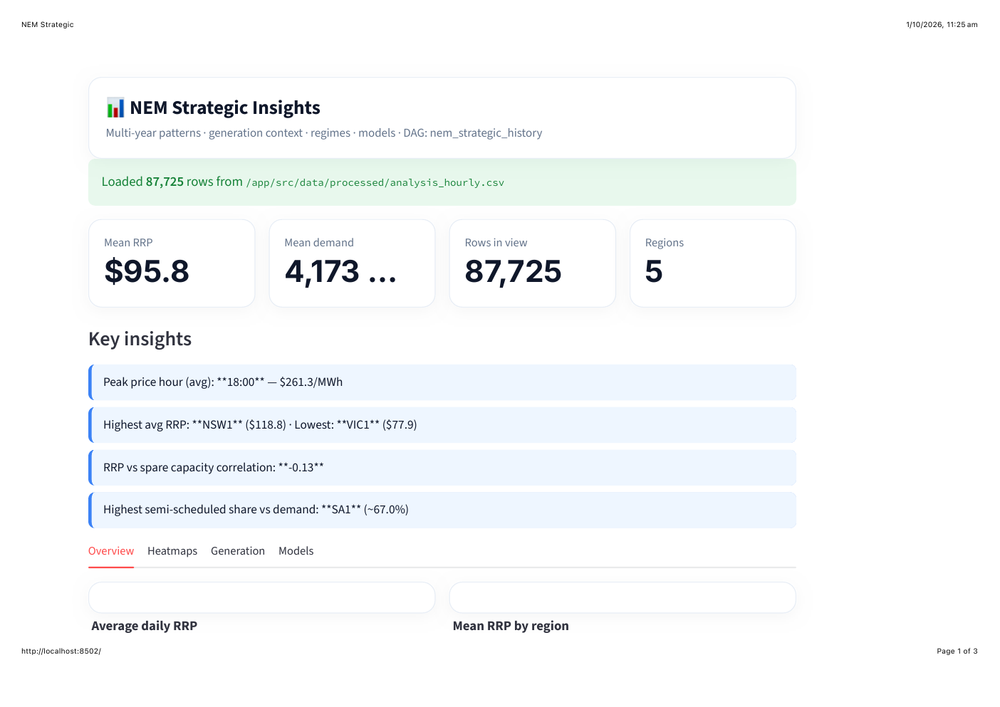 NEM Strategic
1/10/2026, 11:25 am
📊 NEM Strategic Insights
Multi-year patterns · generation context · regimes · models · DAG: nem_strategic_history
Loaded 87,725 rows from /app/src/data/processed/analysis_hourly.csv
Mean RRP
$95.8
Mean demand
4,173 ...
Rows in view
87,725
Regions
5
Key insights
Peak price hour (avg): **18:00** — $261.3/MWh
Highest avg RRP: **NSW1** ($118.8) · Lowest: **VIC1** ($77.9)
RRP vs spare capacity correlation: **-0.13**
Highest semi-scheduled share vs demand: **SA1** (~67.0%)
Overview Heatmaps Generation Models
Average daily RRP
Mean RRP by region
http://localhost:8502/
Page 1 of 3